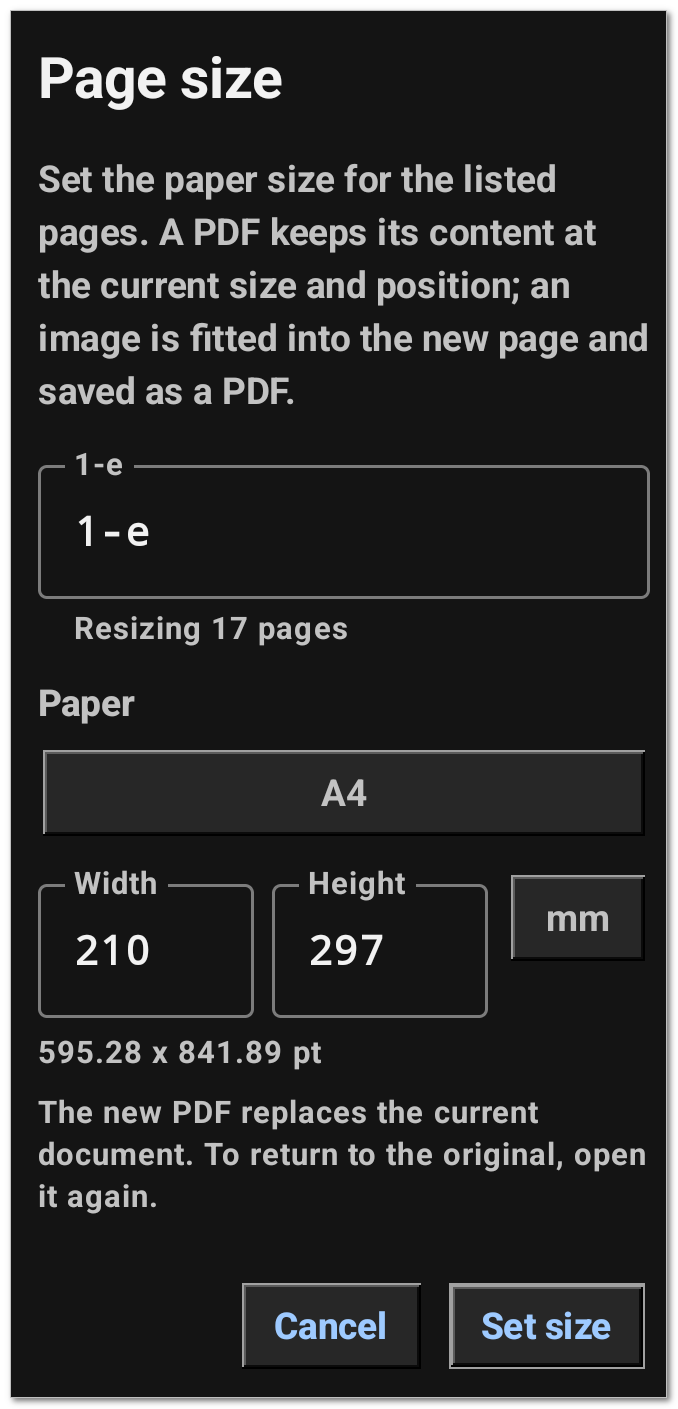 Page size
Set the paper size for the listed
pages. A PDF keeps its content at
the current size and position; an
image is fitted into the new page and
saved as a PDF.
1-e
1-e
Resizing 17 pages
Paper
A4
Width
Height
210
297
mm
595.28 x 841.89 pt
The new PDF replaces the current
document. To return to the original, open
it again.
Cancel
Set size